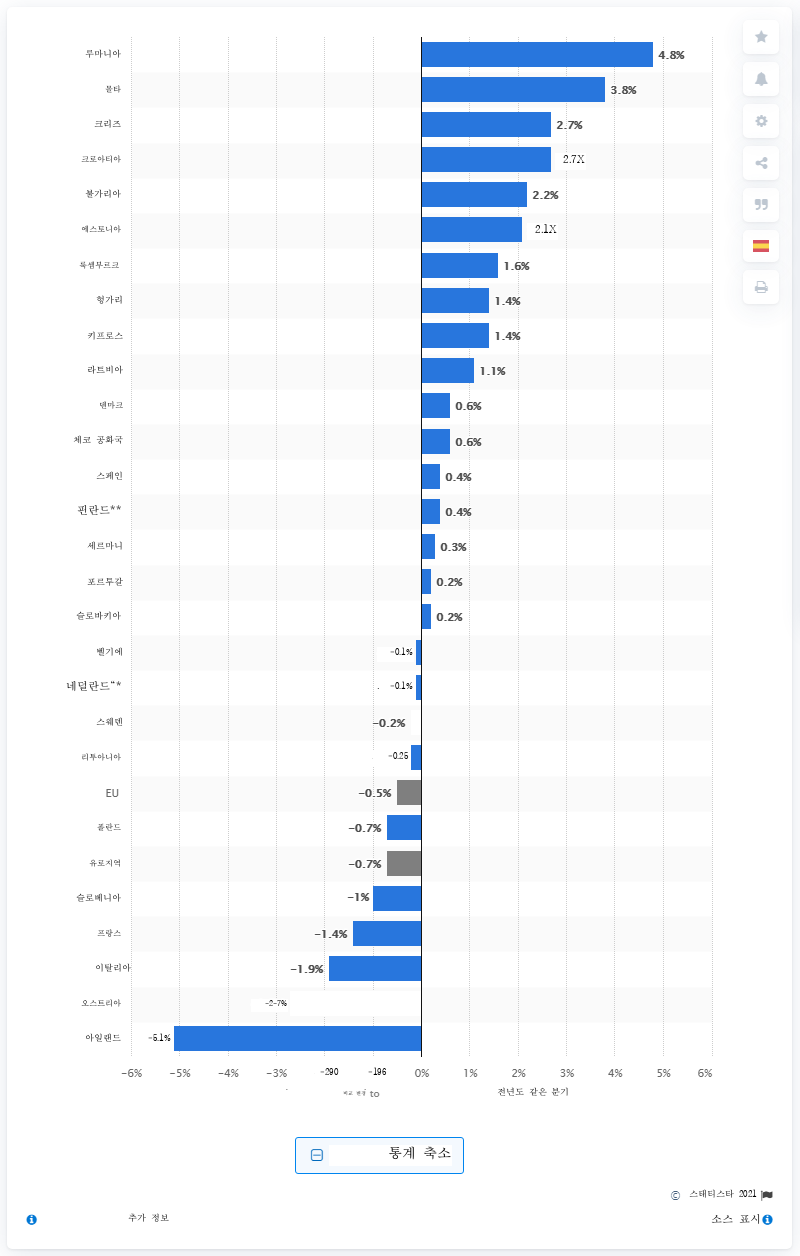 루마니아 4.8%
몰타 3.8%
크리즈 2.7%
크로아티아 2.7X
불가리아 2.2%
에스토니아 2.1X
룩셈부르크 1.6%
헝가리 1.4%
키프로스 1.4%
라트비아 1.1%
덴마크 0.6%
체코 공화국 0.6%
스페인 0.4%
핀란드** 0.4%
세르마니 0.3%
포르투갈 0.2%
슬로바키아 0.2%
벨기에 -0.1%
네덜란드"* -0.1%
스웨덴 -0.2%
리투아니아 -0.25
EU -0.5%
폴란드 -0.7%
유로지역 -0.7%
슬로베니아 -1%
프랑스 -1.4%
이탈리아 -1.9%
오스트리아 -2-7%
아일랜드 -5.1%
-6% -5% -4% -3% -290 -196 0% 1% 2% 3% 4% 5% 6%
to 전년도 같은 분기
통계 축소
© 스태티스타 2021
추가 정보 소스 표시